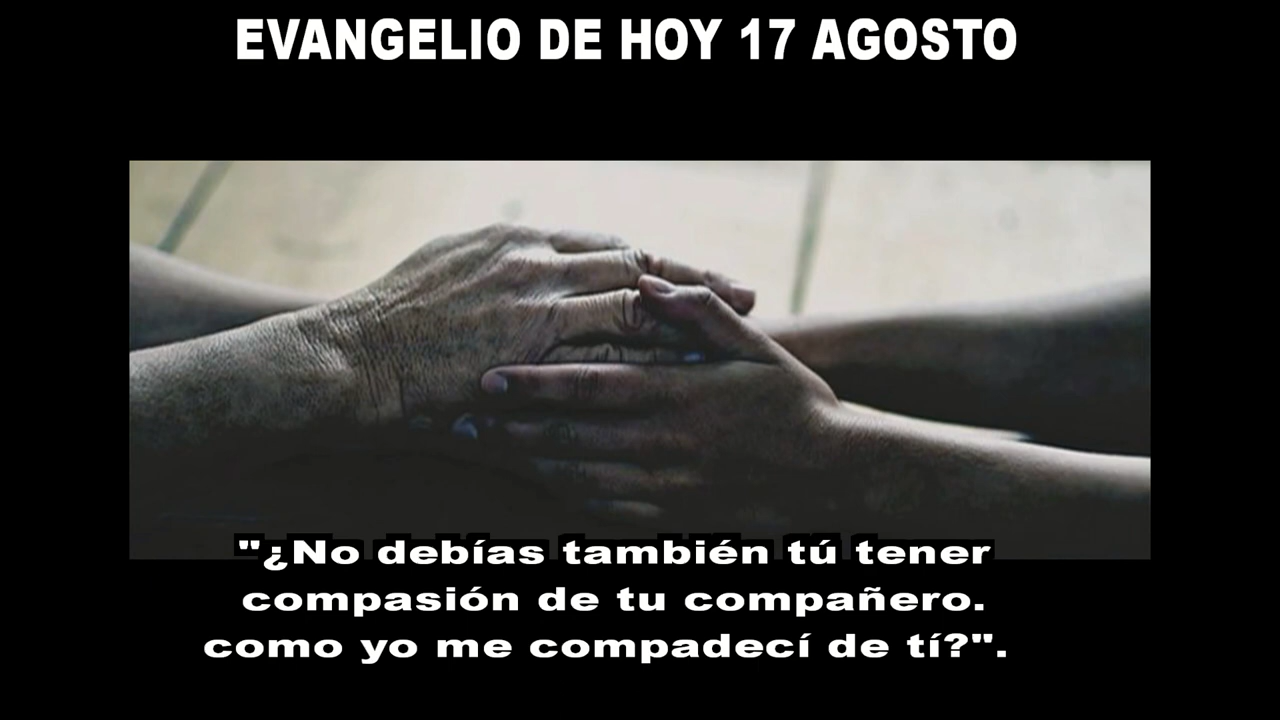 EVANGELIO DE HOY 17 AGOSTO
"¿No debías también tú tener
compasión de tu compañero.
como yo me compadecí de tí?".